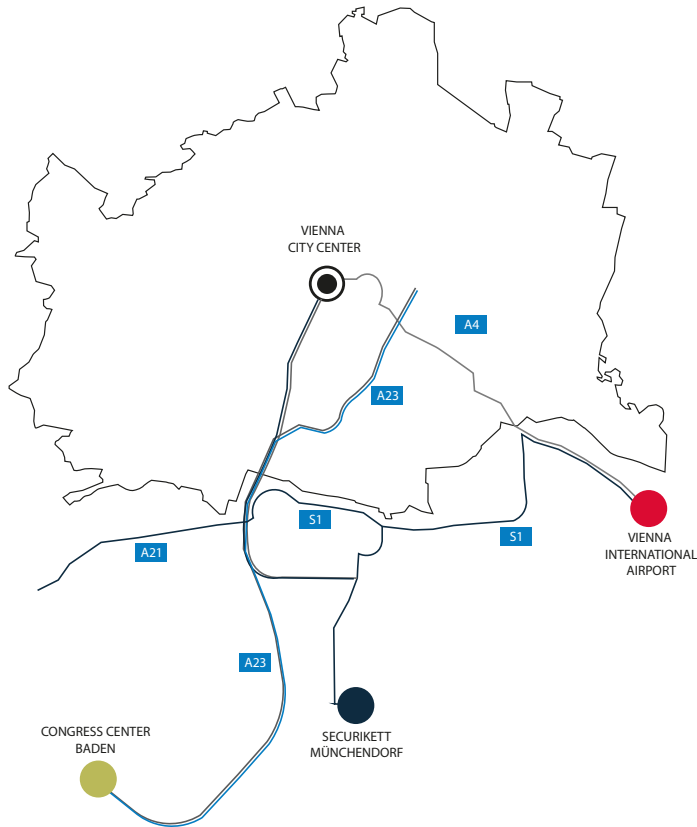 VIENNA
CITY CENTER
A4
A23
S1
S1
A21
VIENNA
INTERNATIONAL
AIRPORT
A23
CONGRESS CENTER
BADEN
SECURIKETT
MÜNCHENDORF